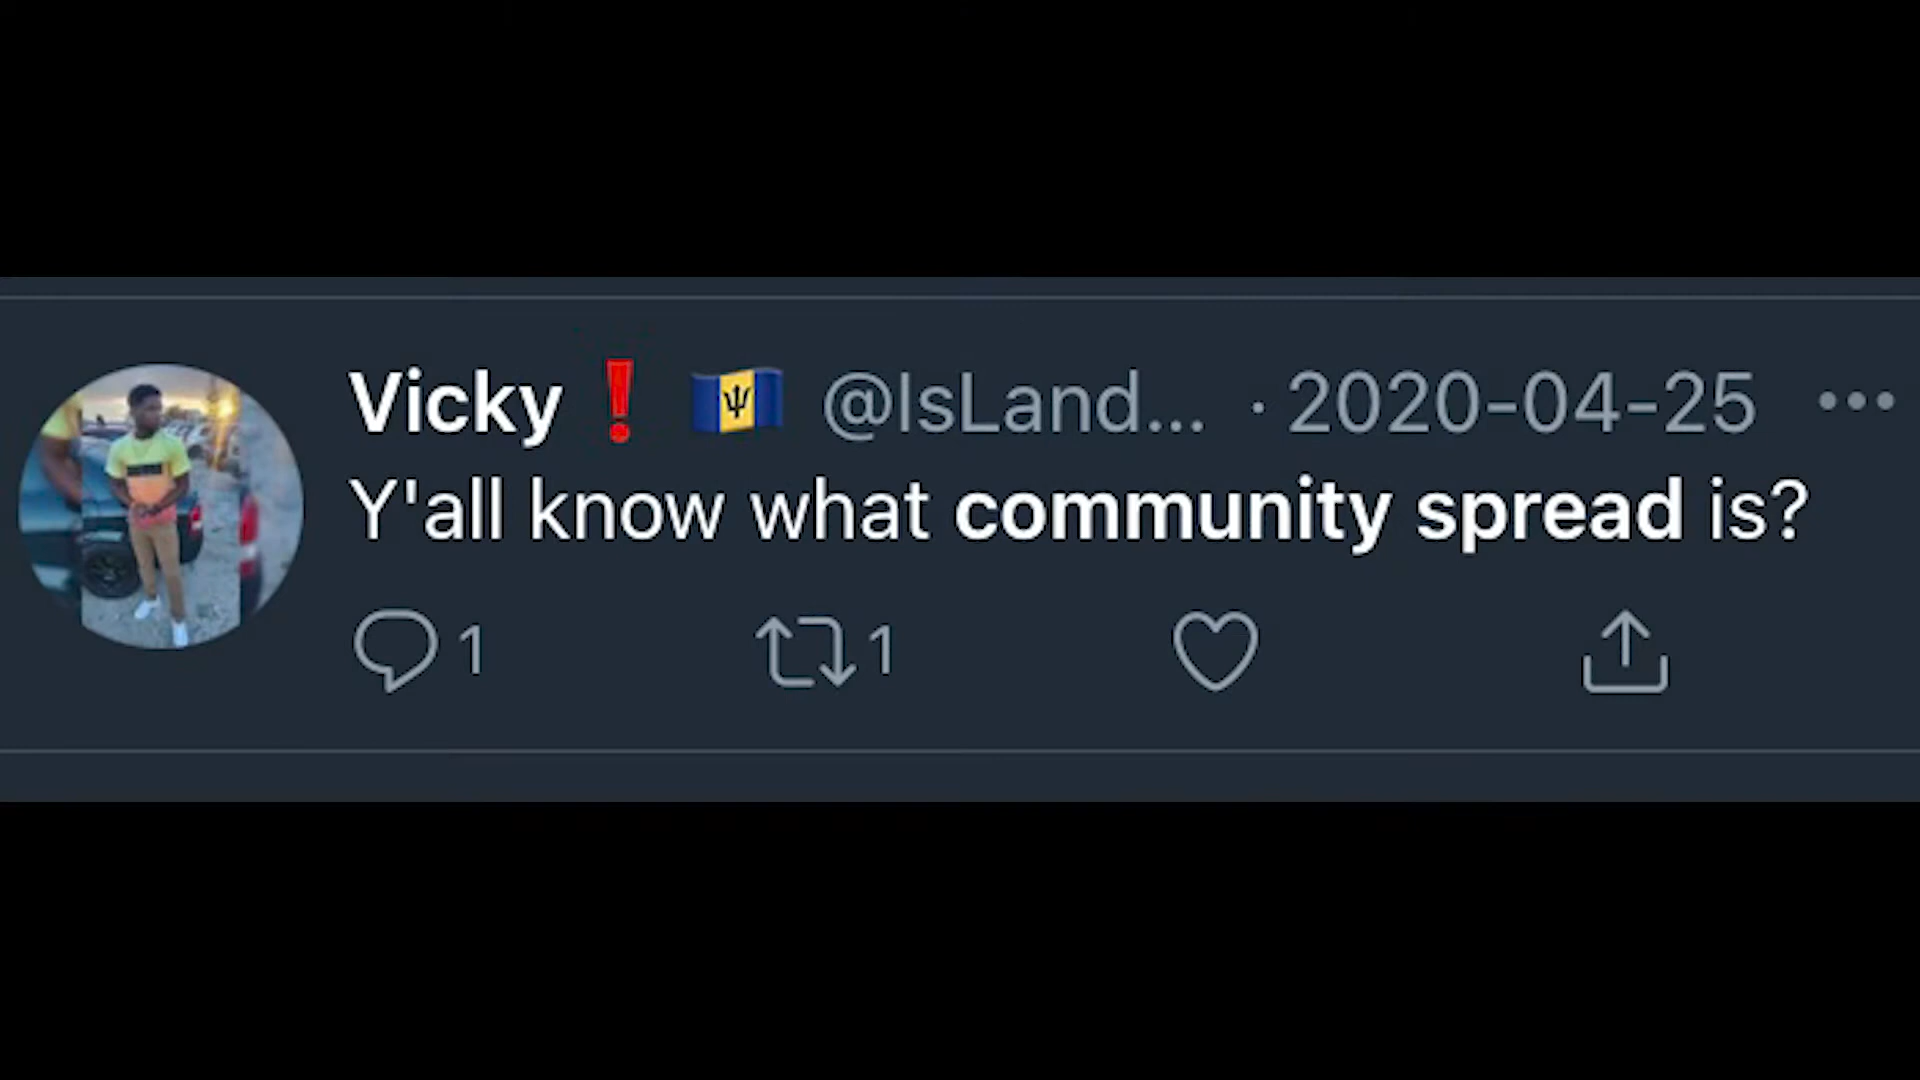 Vicky❗ 🇧🇧 @IsLand... · 2020-04-25 •••
Y'all know what community spread is?
1 1